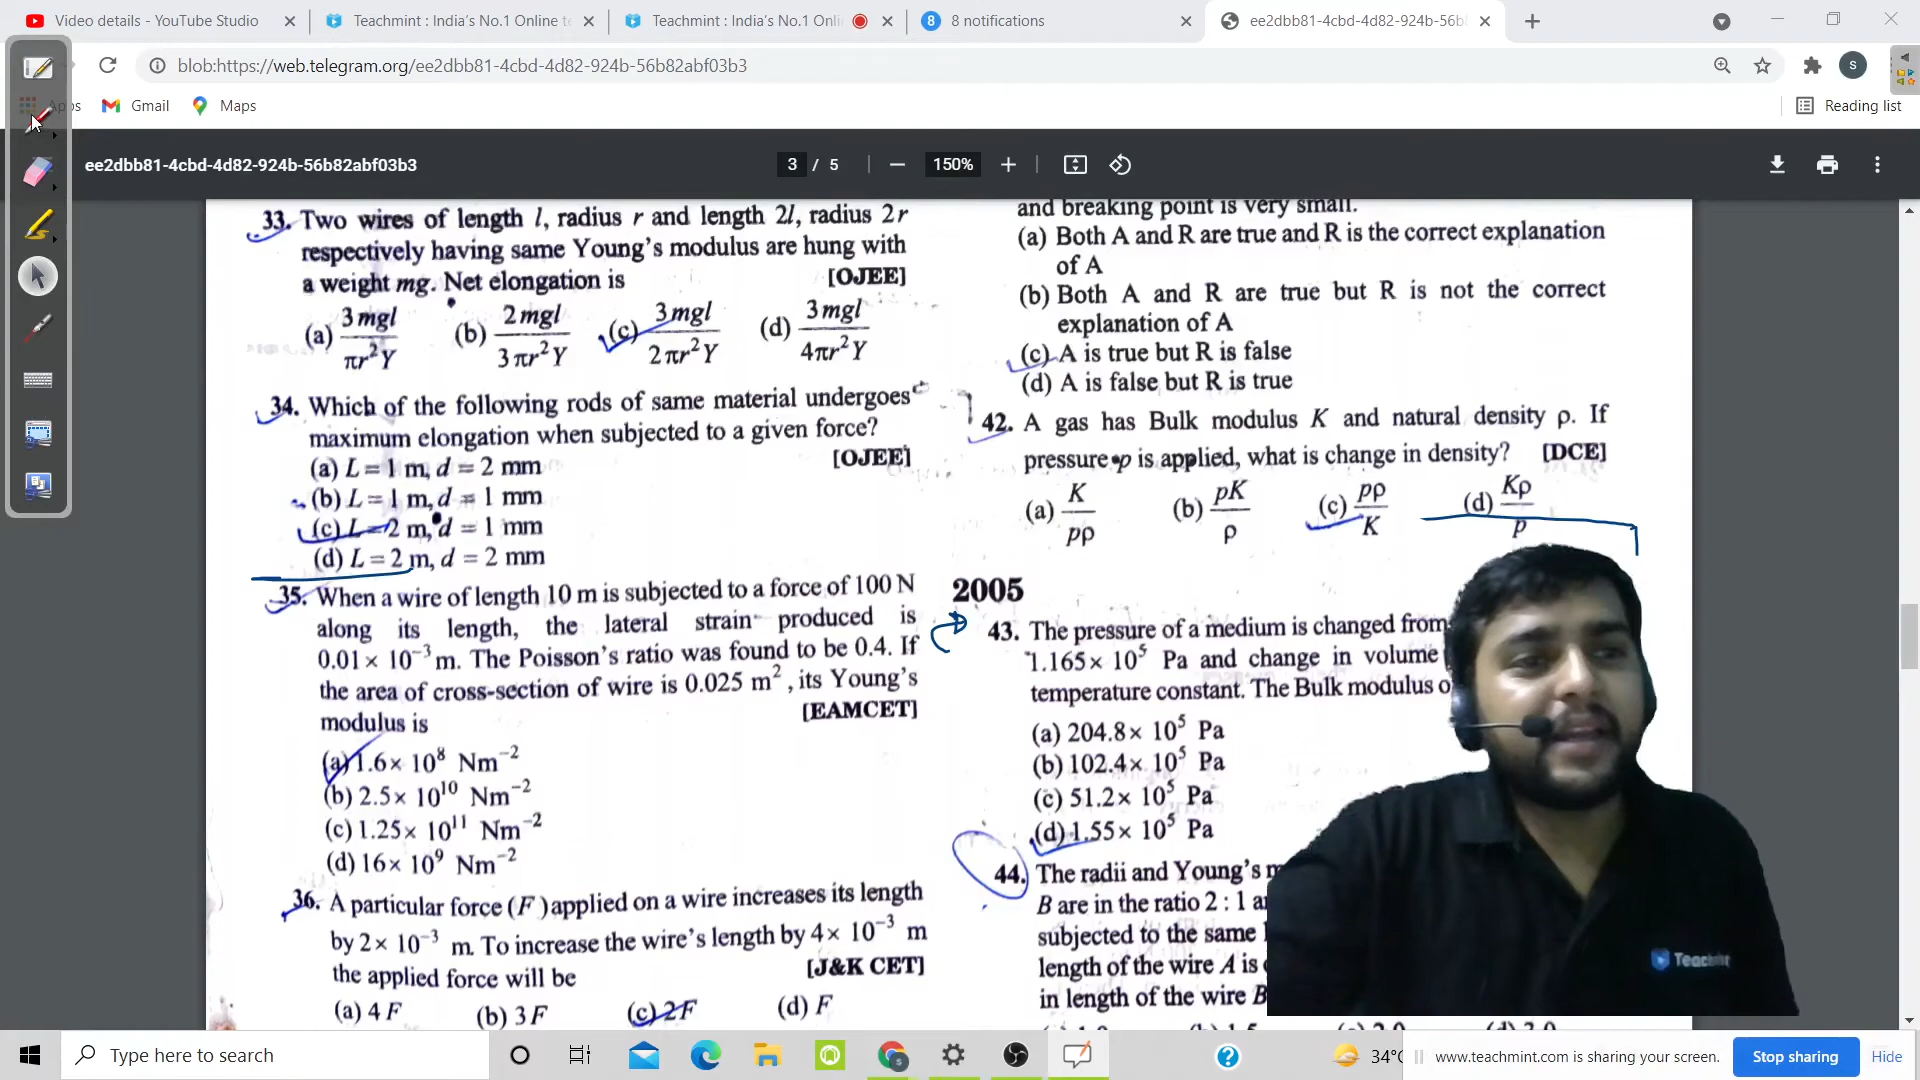 Video details - YouTube Studio
Teachmint : India's No.1 Online te
Teachmint : India's No.1 Onli
8 8 notifications
ee2dbb81-4cbd-4d82-924b-56b
blob:https://web.telegram.org/ee2dbb81-4cbd-4d82-924b-56b82abf03b3
S
Apps
Gmail
Maps
Reading list
ee2dbb81-4cbd-4d82-924b-56b82abf03b3
3 / 5
150%
33. Two wires of length l, radius r and length 2l, radius 2r
respectively having same Young's modulus are hung with
a weight mg. Net elongation is [OJEE]
(a) 3mgl/πr²Y (b) 2mgl/3πr²Y (c) 3mgl/2πr²Y (d) 3mgl/4πr²Y
34. Which of the following rods of same material undergoes
maximum elongation when subjected to a given force?
[OJEE]
(a) L = 1 m, d = 2 mm
(b) L = 1 m, d = 1 mm
(c) L = 2 m, d = 1 mm
(d) L = 2 m, d = 2 mm
35. When a wire of length 10 m is subjected to a force of 100 N
along its length, the lateral strain produced is
0.01 × 10⁻³ m. The Poisson's ratio was found to be 0.4. If
the area of cross-section of wire is 0.025 m², its Young's
modulus is [EAMCET]
(a) 1.6 × 10⁸ Nm⁻²
(b) 2.5 × 10¹⁰ Nm⁻²
(c) 1.25 × 10¹¹ Nm⁻²
(d) 16 × 10⁹ Nm⁻²
36. A particular force (F) applied on a wire increases its length
by 2 × 10⁻³ m. To increase the wire's length by 4 × 10⁻³ m
the applied force will be [J&K CET]
(a) 4F (b) 3F (c) 2F (d) F
and breaking point is very small.
(a) Both A and R are true and R is the correct explanation
of A
(b) Both A and R are true but R is not the correct
explanation of A
(c) A is true but R is false
(d) A is false but R is true
42. A gas has Bulk modulus K and natural density ρ. If
pressure p is applied, what is change in density? [DCE]
(a) K/pρ (b) pK/ρ (c) pρ/K (d) Kρ/p
2005
43. The pressure of a medium is changed from
1.165 × 10⁵ Pa and change in volume
temperature constant. The Bulk modulus o
(a) 204.8 × 10⁵ Pa
(b) 102.4 × 10⁵ Pa
(c) 51.2 × 10⁵ Pa
(d) 1.55 × 10⁵ Pa
44. The radii and Young's m
B are in the ratio 2 : 1 a
subjected to the same
length of the wire A is
in length of the wire B
Teachmint
Type here to search
34°C
www.teachmint.com is sharing your screen.
Stop sharing
Hide